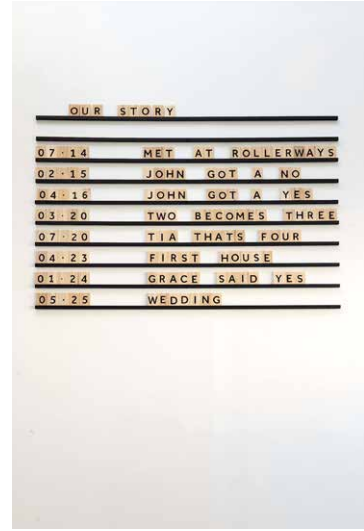 OUR STORY
07·14 MET AT ROLLERWAYS
02·15 JOHN GOT A NO
04·16 JOHN GOT A YES
03·20 TWO BECOMES THREE
07·20 TIA THAT'S FOUR
04·23 FIRST HOUSE
01·24 GRACE SAID YES
05·25 WEDDING